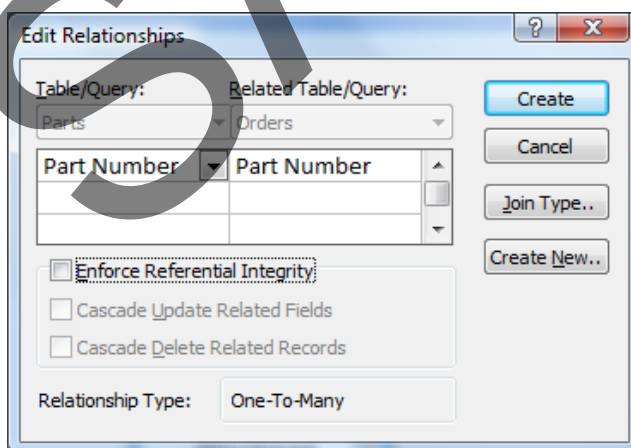 Edit Relationships
Table/Query: Related Table/Query:
Parts Orders
Part Number Part Number
Enforce Referential Integrity
Cascade Update Related Fields
Cascade Delete Related Records
Relationship Type: One-To-Many
Create
Cancel
Join Type..
Create New..